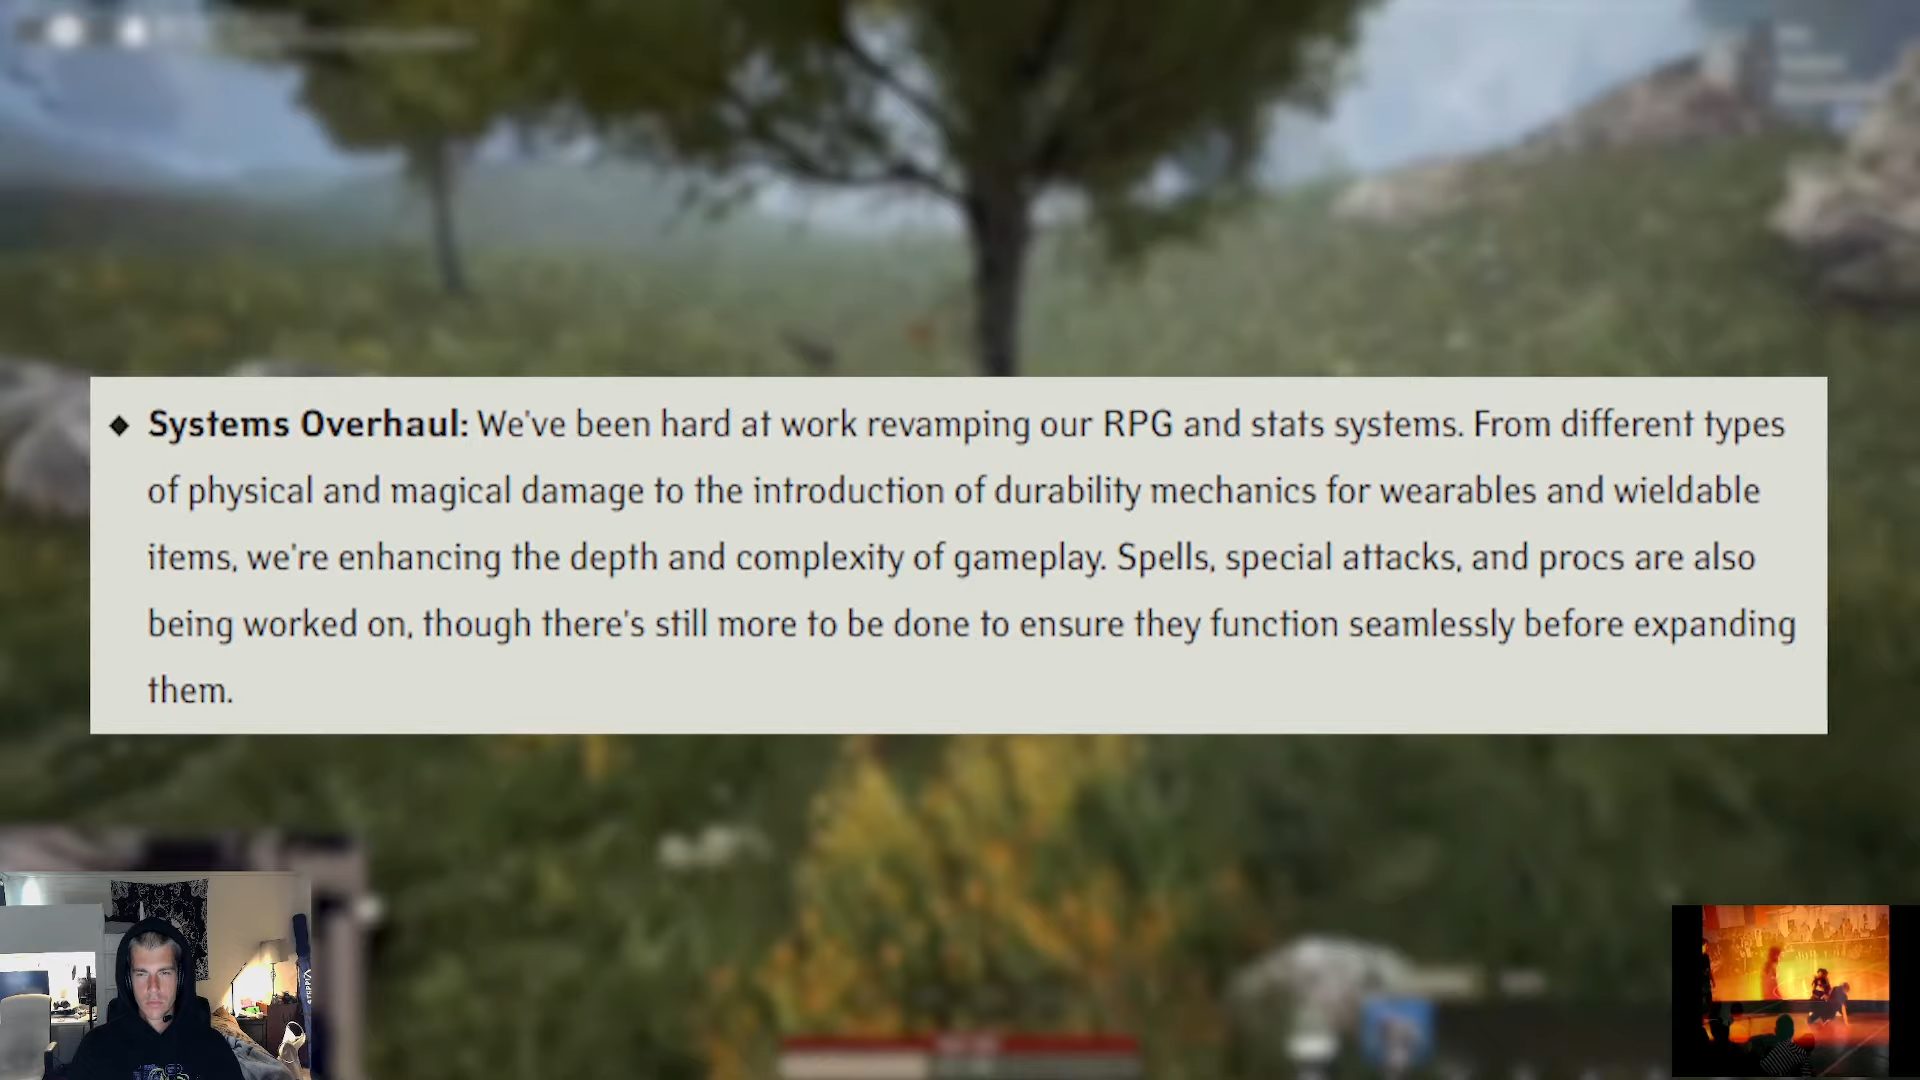 ◆ Systems Overhaul: We've been hard at work revamping our RPG and stats systems. From different types
of physical and magical damage to the introduction of durability mechanics for wearables and wieldable
items, we're enhancing the depth and complexity of gameplay. Spells, special attacks, and procs are also
being worked on, though there's still more to be done to ensure they function seamlessly before expanding
them.